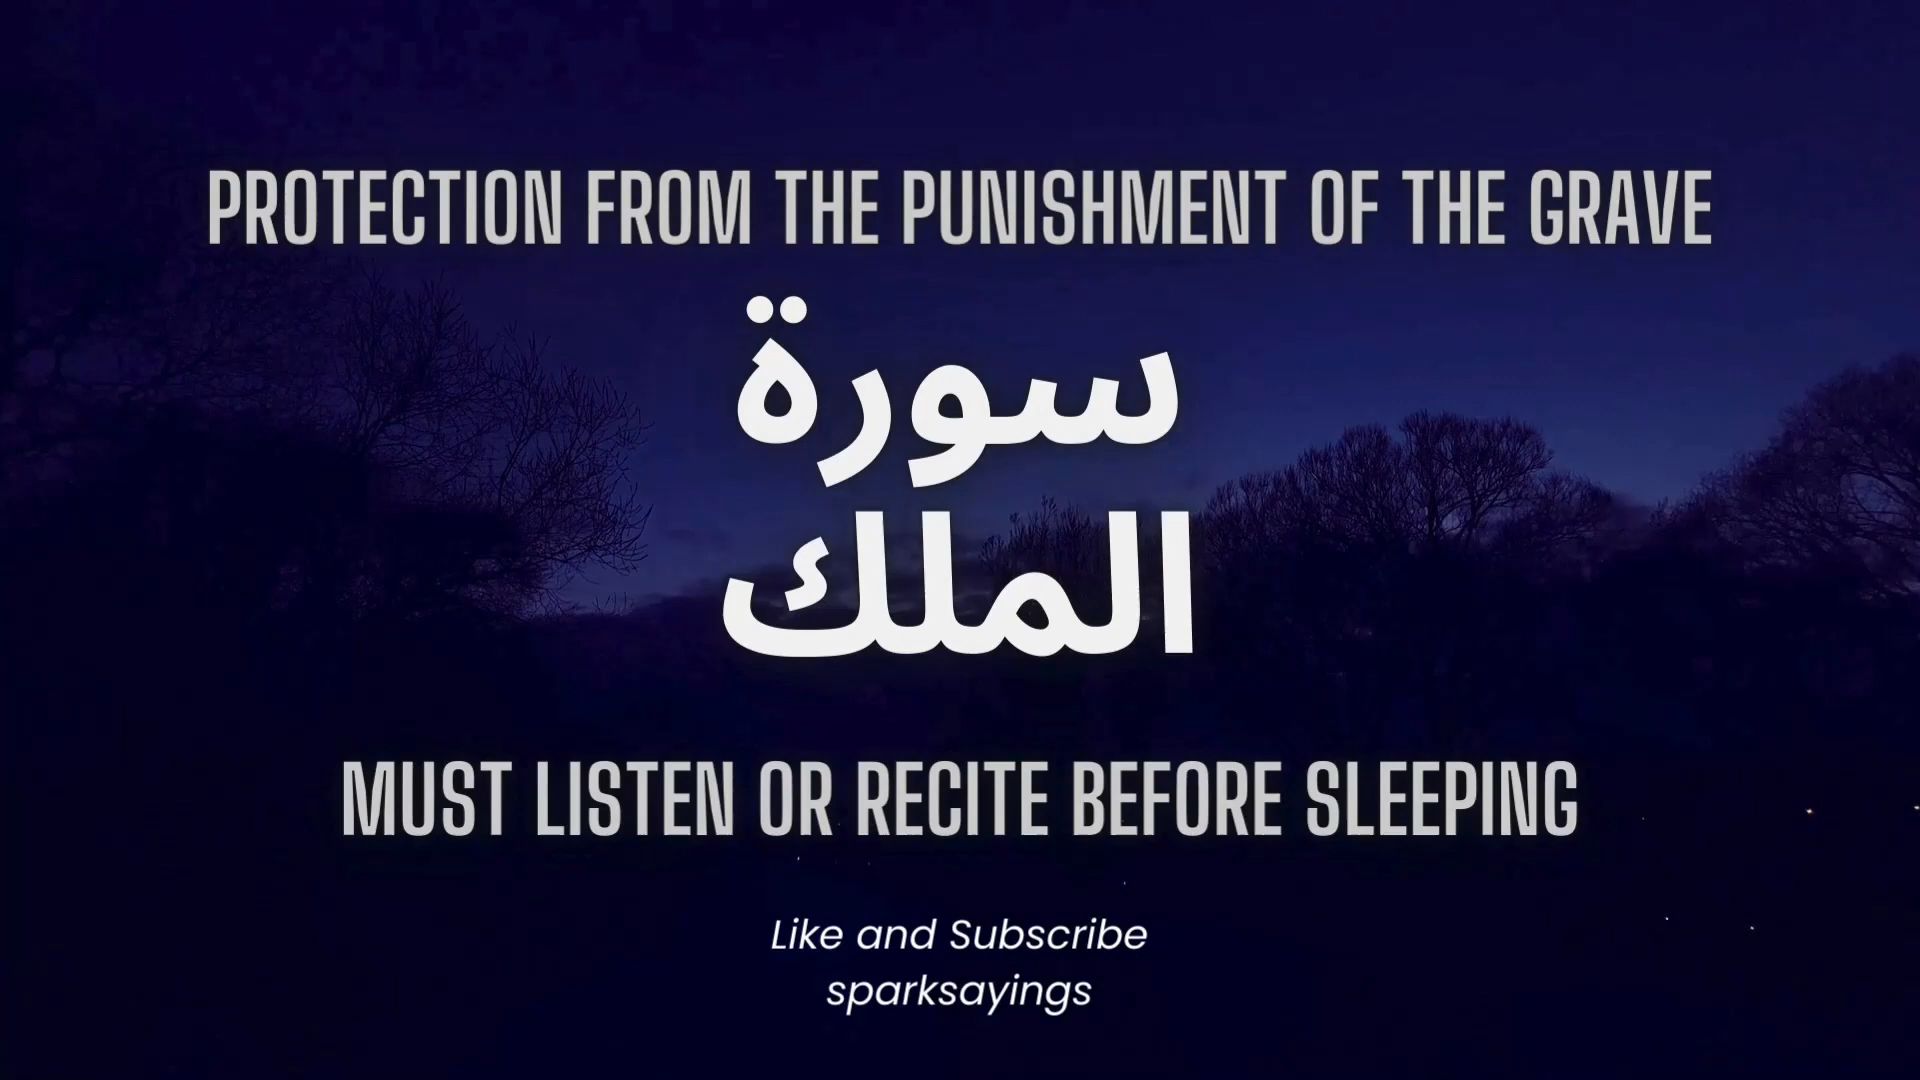 PROTECTION FROM THE PUNISHMENT OF THE GRAVE
سورة
الملك
MUST LISTEN OR RECITE BEFORE SLEEPING
Like and Subscribe
sparksayings